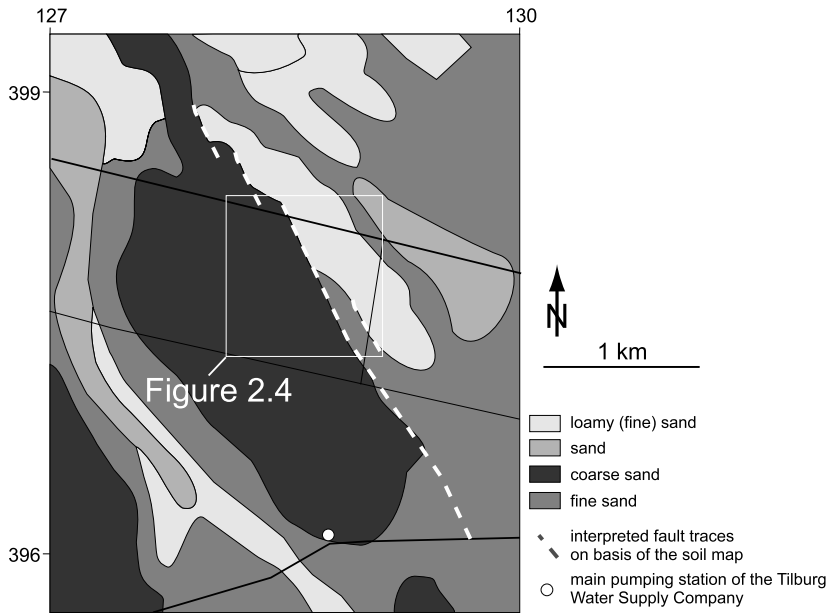 127
130
399
396
Figure 2.4
N
1 km
loamy (fine) sand
sand
coarse sand
fine sand
interpreted fault traces
on basis of the soil map
main pumping station of the Tilburg
Water Supply Company